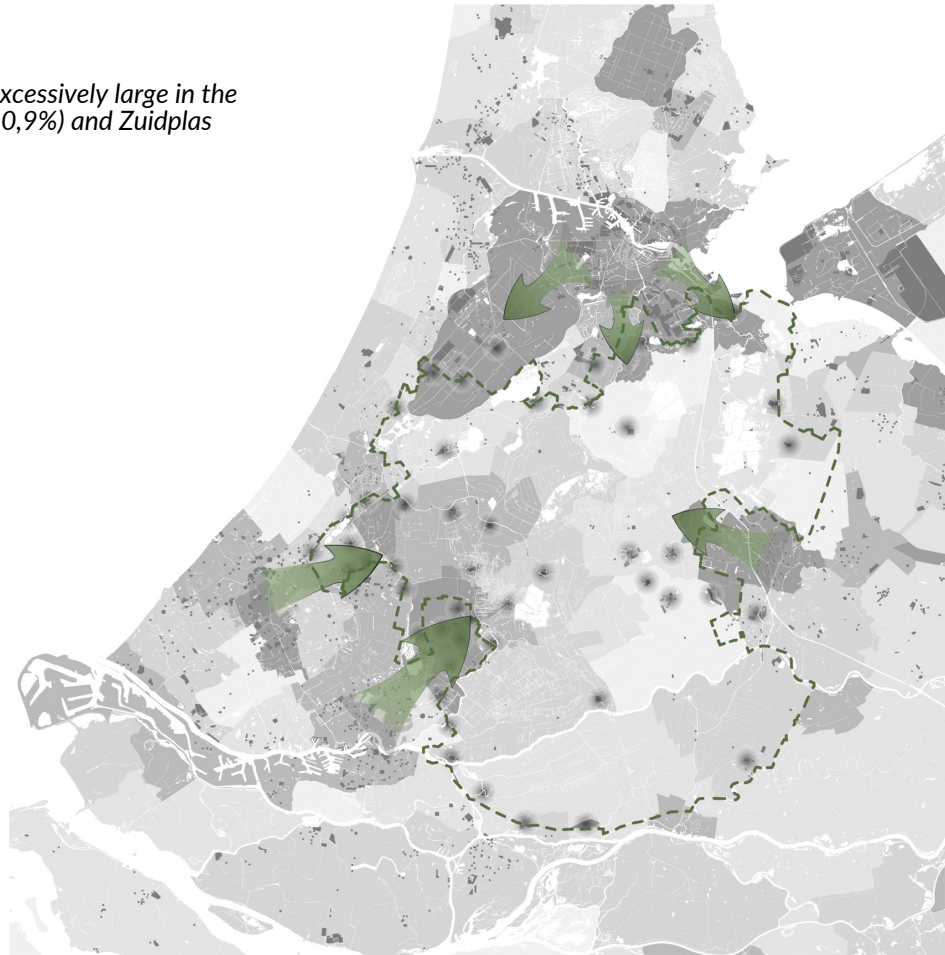 xcessively large in the
0,9%) and Zuidplas